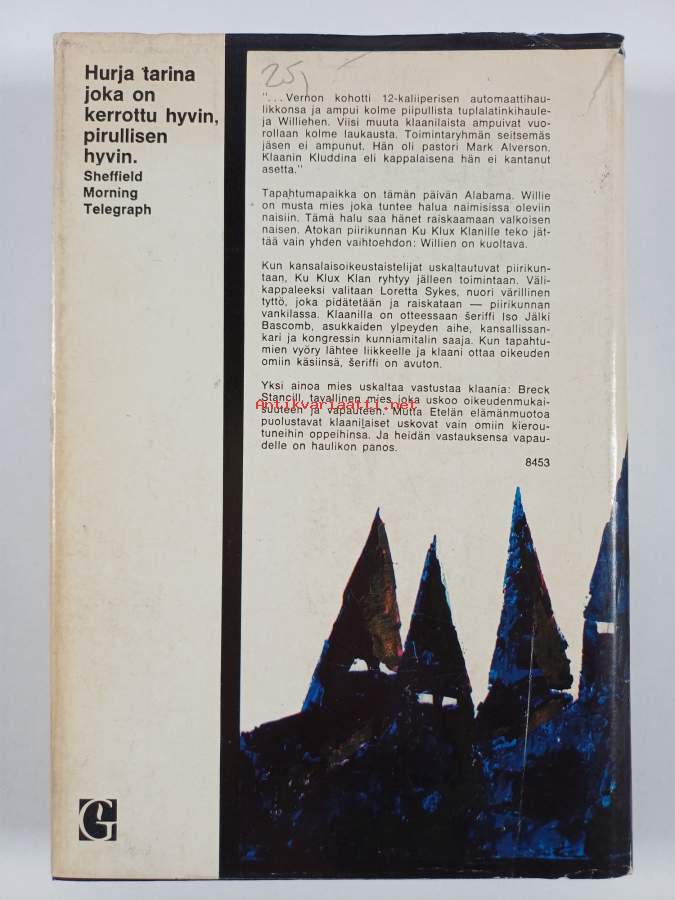 Hurja tarina
joka on
kerrottu hyvin,
pirullisen
hyvin.
Sheffield
Morning
Telegraph
25,
"...Vernon kohotti 12-kaliiperisen automaattihau-
likkonsa ja ampui kolme piipullista tuplalatinkihaule-
ja Williehen. Viisi muuta klaanilaista ampuivat vuo-
rollaan kolme laukausta. Toimintaryhmän seitsemäs
jäsen ei ampunut. Hän oli pastori Mark Alverson.
Klaanin Kluddina eli kappalaisena hän ei kantanut
asetta."
Tapahtumapaikka on tämän päivän Alabama. Willie
on musta mies joka tuntee halua naimisissa oleviin
naisiin. Tämä halu saa hänet raiskaamaan valkoisen
naisen. Atokan piirikunnan Ku Klux Klanille teko jät-
tää vain yhden vaihtoehdon: Willien on kuoltava.
Kun kansalaisoikeustaistelijat uskaltautuvat piirikun-
taan, Ku Klux Klan ryhtyy jälleen toimintaan. Väli-
kappaleeksi valitaan Loretta Sykes, nuori värillinen
tyttö, joka pidätetään ja raiskataan — piirikunnan
vankilassa. Klaanilla on otteessaan šeriffi Iso Jälki
Bascomb, asukkaiden ylpeyden aihe, kansallissan-
kari ja kongressin kunniamitalin saaja. Kun tapahtu-
mien vyöry lähtee liikkeelle ja klaani ottaa oikeuden
omiin käsiinsä, šeriffi on avuton.
Yksi ainoa mies uskaltaa vastustaa klaania: Breck
Stancill, tavallinen mies joka uskoo oikeudenmukai-
Antikvariaatti.net
suuteen ja vapauteen. Mutta Etelän elämänmuotoa
puolustavat klaanilaiset uskovat vain omiin kierou-
tuneihin oppeihinsa. Ja heidän vastauksensa vapau-
delle on haulikon panos.
8453
G